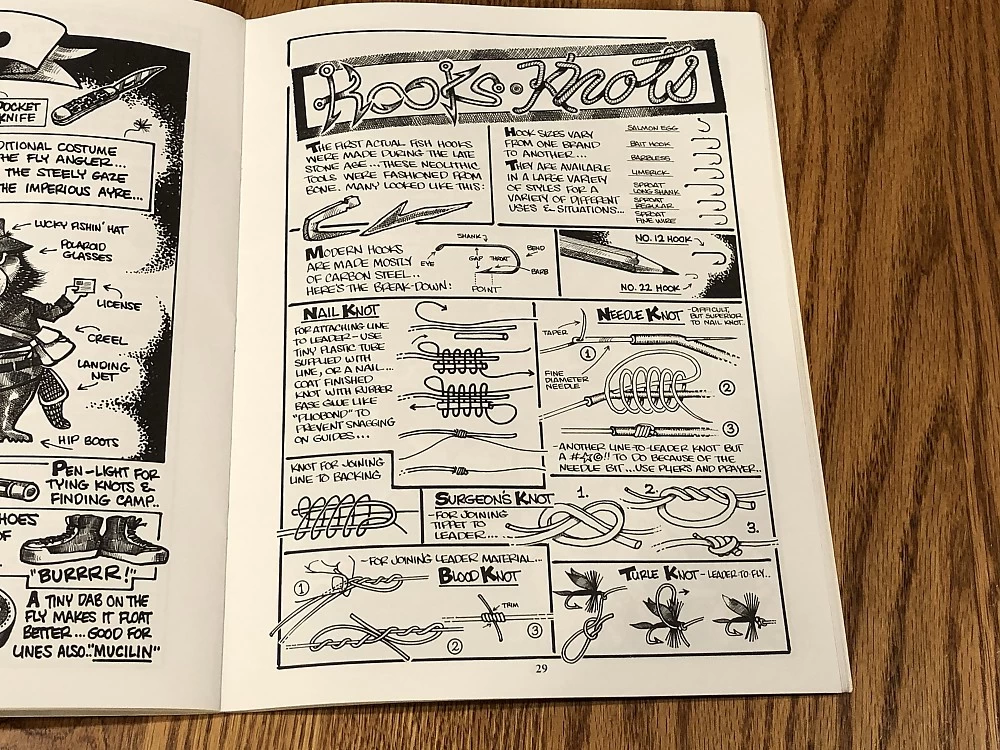 POCKET
KNIFE
DITIONAL COSTUME
HE FLY ANGLER...
THE STEELY GAZE
HE IMPERIOUS AYRE...
LUCKY FISHIN' HAT
POLAROID
GLASSES
LICENSE
CREEL
LANDING
NET
HIP BOOTS
PEN-LIGHT FOR
TYING KNOTS &
FINDING CAMP..
HOES
OF
"BURRRR!"
A TINY DAB ON THE
FLY MAKES IT FLOAT
BETTER...GOOD FOR
LINES ALSO.."MUCILIN"
Hooks • Knots
THE FIRST ACTUAL FISH HOOKS
WERE MADE DURING THE LATE
STONE AGE...THESE NEOLITHIC
TOOLS WERE FASHIONED FROM
BONE. MANY LOOKED LIKE THIS:
HOOK SIZES VARY
FROM ONE BRAND
TO ANOTHER...
THEY ARE AVAILABLE
IN A LARGE VARIETY
OF STYLES FOR A
VARIETY OF DIFFERENT
USES & SITUATIONS...
SALMON EGG
BAIT HOOK
BARBLESS
LIMERICK
SPROAT
LONG SHANK
SPROAT
REGULAR
SPROAT
FINE WIRE
MODERN HOOKS
ARE MADE MOSTLY
OF CARBON STEEL..
HERE'S THE BREAK-DOWN:
SHANK
EYE
GAP
THROAT
BEND
BARB
POINT
NO. 12 HOOK
NO. 22 HOOK
NAIL KNOT
FOR ATTACHING LINE
TO LEADER-USE
TINY PLASTIC TUBE
SUPPLIED WITH
LINE, OR A NAIL...
COAT FINISHED
KNOT WITH RUBBER
BASE GLUE LIKE
"PLIOBOND" TO
PREVENT SNAGGING
ON GUIDES...
NEEDLE KNOT -DIFFICULT,
BUT SUPERIOR
TO NAIL KNOT.
TAPER
1
FINE
DIAMETER
NEEDLE
2
3
-ANOTHER LINE-TO-LEADER KNOT BUT
A #☆!©!! TO DO BECAUSE OF THE
NEEDLE BIT...USE PLIERS AND PRAYER..
KNOT FOR JOINING
LINE TO BACKING
SURGEON'S KNOT
-FOR JOINING
TIPPET TO
LEADER...
1.
2.
3.
-FOR JOINING LEADER MATERIAL...
BLOOD KNOT
1
2
TRIM
3
TURLE KNOT-LEADER-TO-FLY..
29